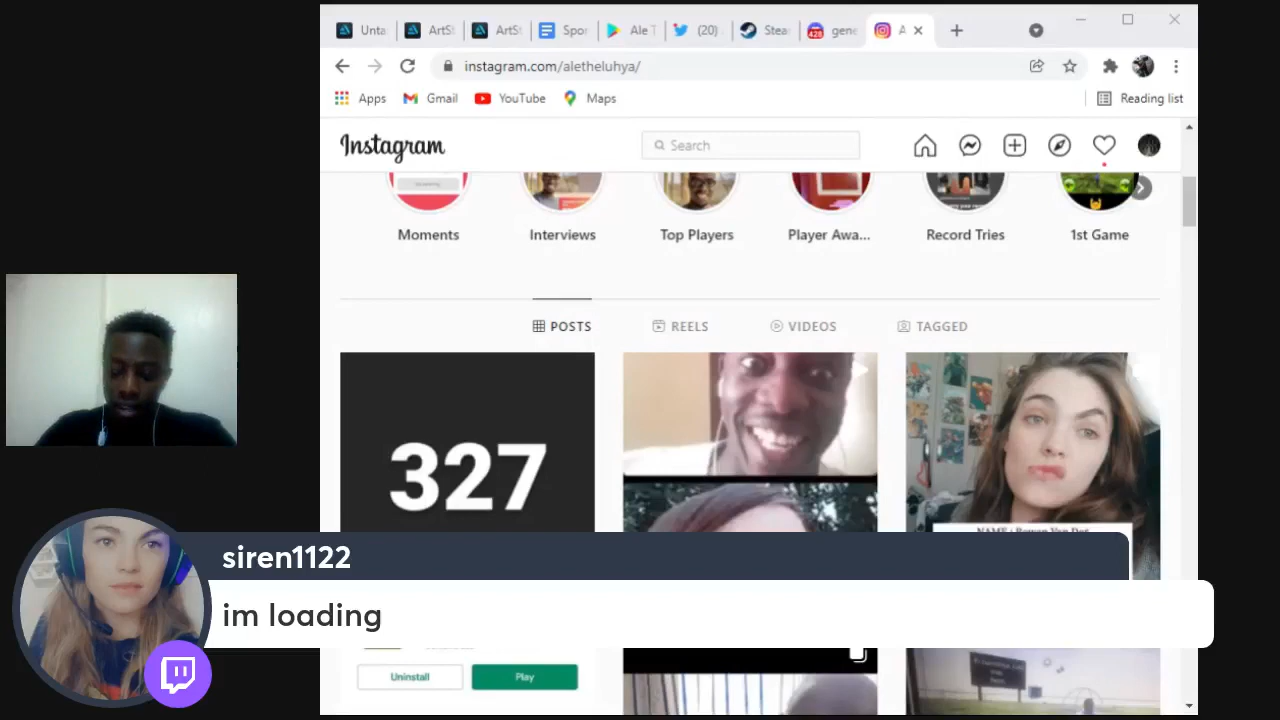 Unta
ArtSt
ArtSt
Spor
Ale T
(20)
Stea
428
gene
A
instagram.com/aletheluhya/
Apps
Gmail
YouTube
Maps
Reading list
Instagram
Search
Moments
Interviews
Top Players
Player Awa...
Record Tries
1st Game
POSTS
REELS
VIDEOS
TAGGED
327
siren1122
im loading
Uninstall
Play